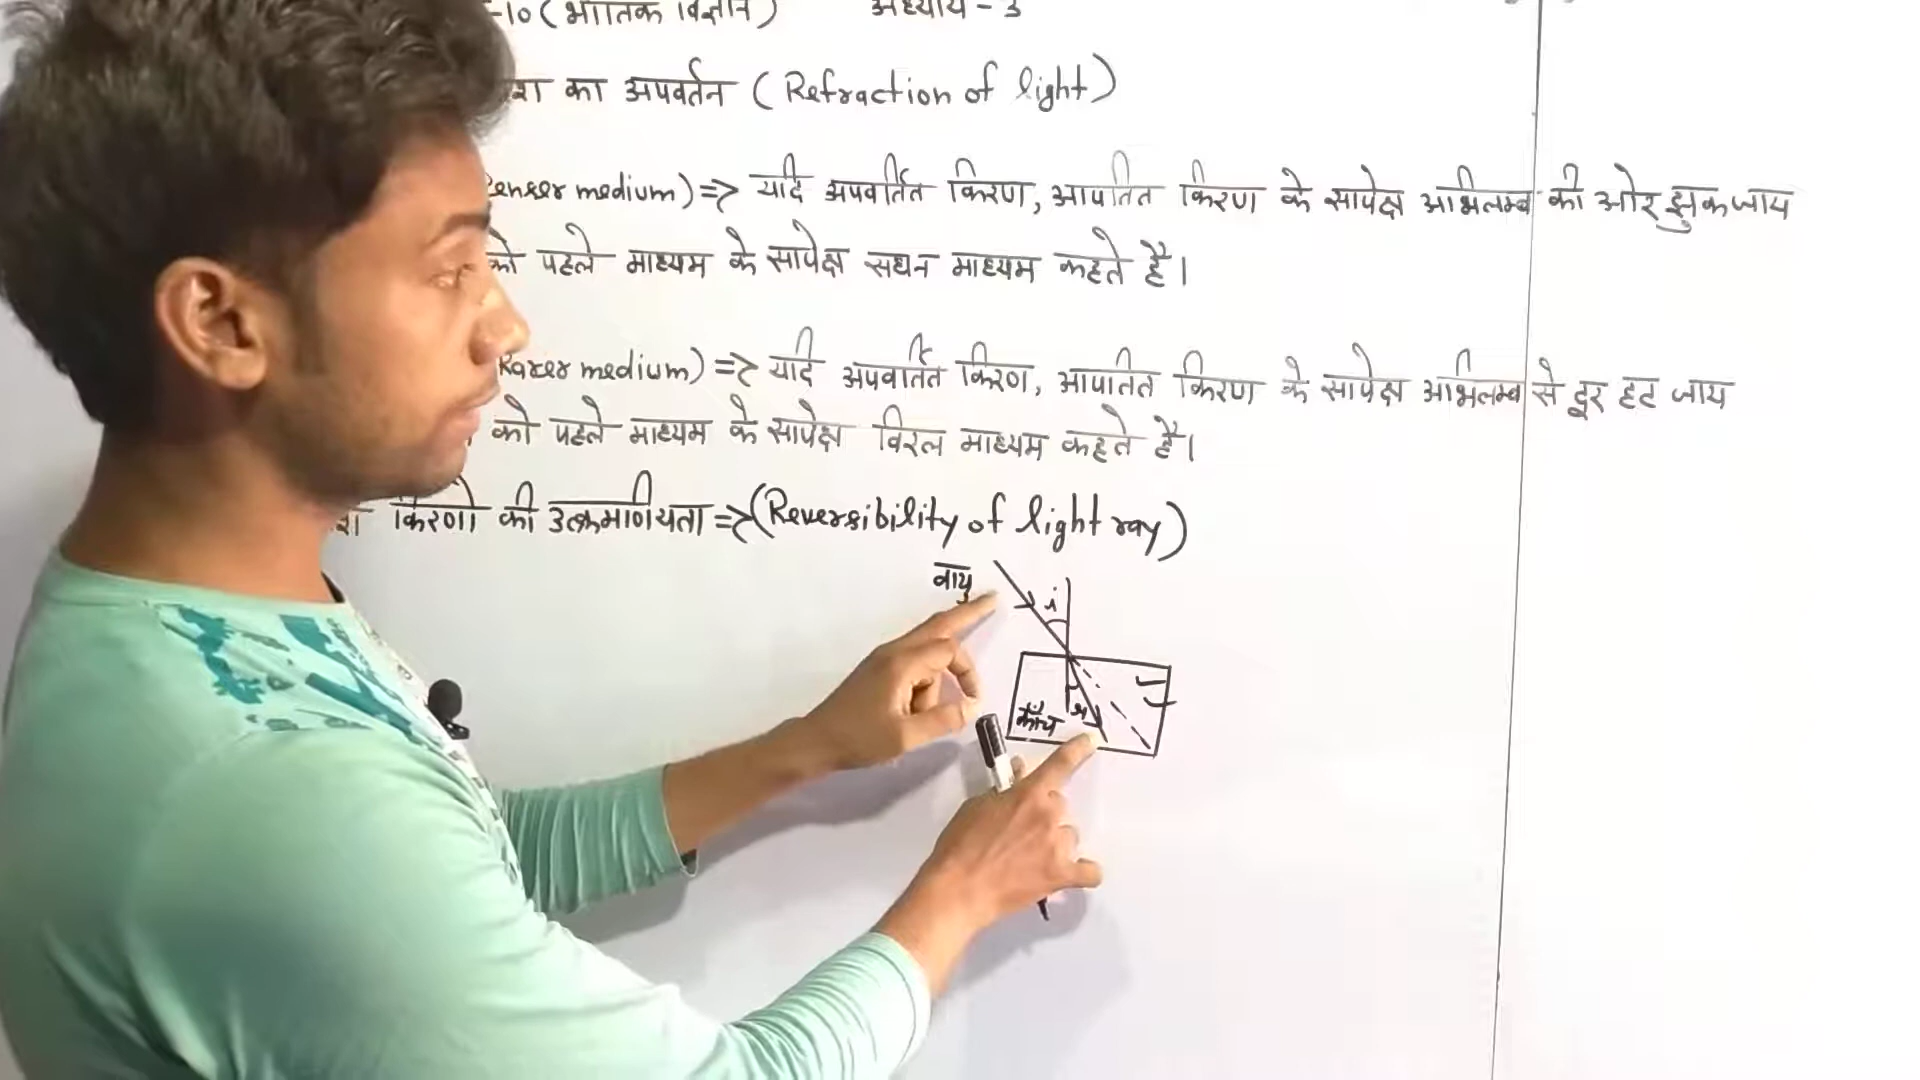 -10 (भौतिक विज्ञान) अध्याय - 3
का अपवर्तन (Refraction of light)
medium) => यदि अपवर्तित किरण, आपतित किरण के सापेक्ष अभिलम्ब की ओर झुक जाय
को पहले माध्यम के सापेक्ष सघन माध्यम कहते है।
(Rarer medium) => यदि अपवर्तित किरण, आपतित किरण के सापेक्ष अभिलम्ब से दूर हट जाय
को पहले माध्यम के सापेक्ष विरल माध्यम कहते है।
किरणो की उत्क्रमणियता => (Reversibility of light ray)
वायु
i
काँच r